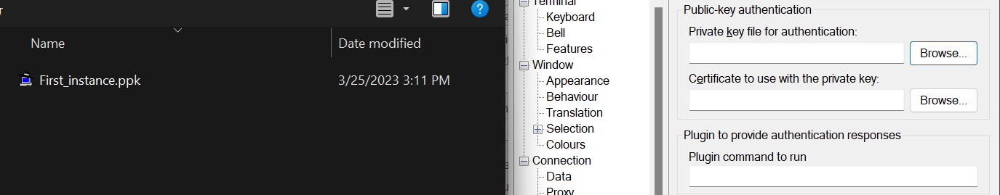 Name
Date modified
First_instance.ppk
3/25/2023 3:11 PM
Terminal
Keyboard
Bell
Features
Window
Appearance
Behaviour
Translation
Selection
Colours
Connection
Data
Proxy
Public-key authentication
Private key file for authentication:
Browse...
Certificate to use with the private key:
Browse...
Plugin to provide authentication responses
Plugin command to run